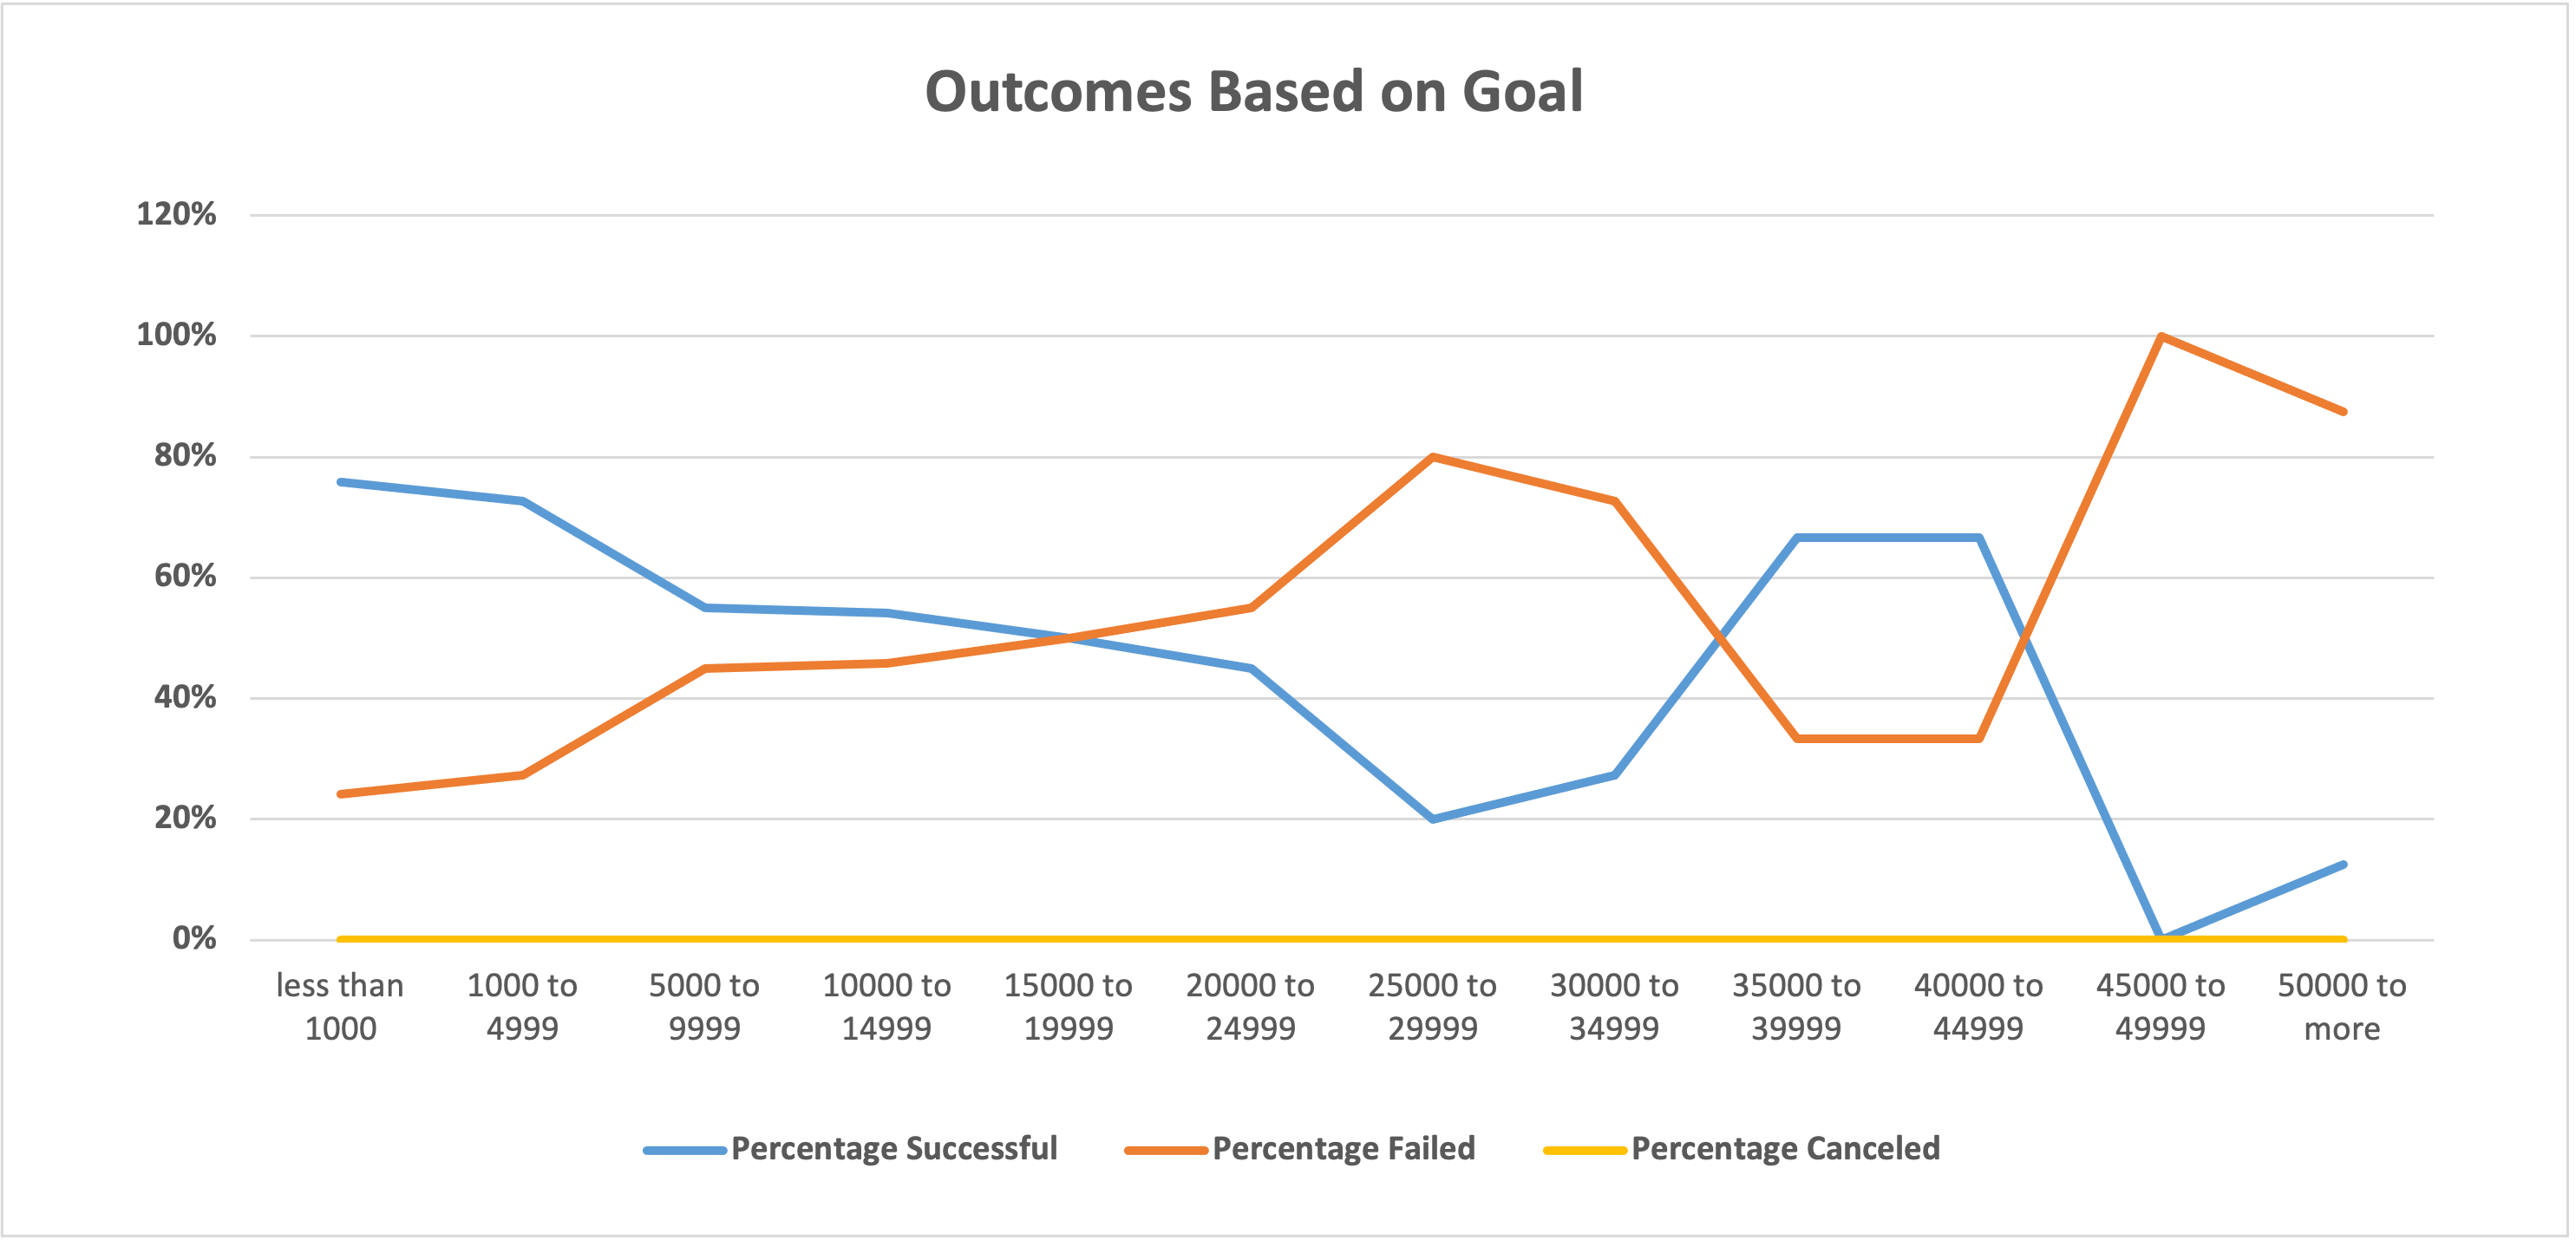 Outcomes Based on Goal
120%
100%
80%
60%
40%
20%
0%
less than 1000 to 5000 to 10000 to 15000 to 20000 to 25000 to 30000 to 35000 to 40000 to 45000 to 50000 to
1000 4999 9999 14999 19999 24999 29999 34999 39999 44999 49999 more
Percentage Successful Percentage Failed Percentage Canceled